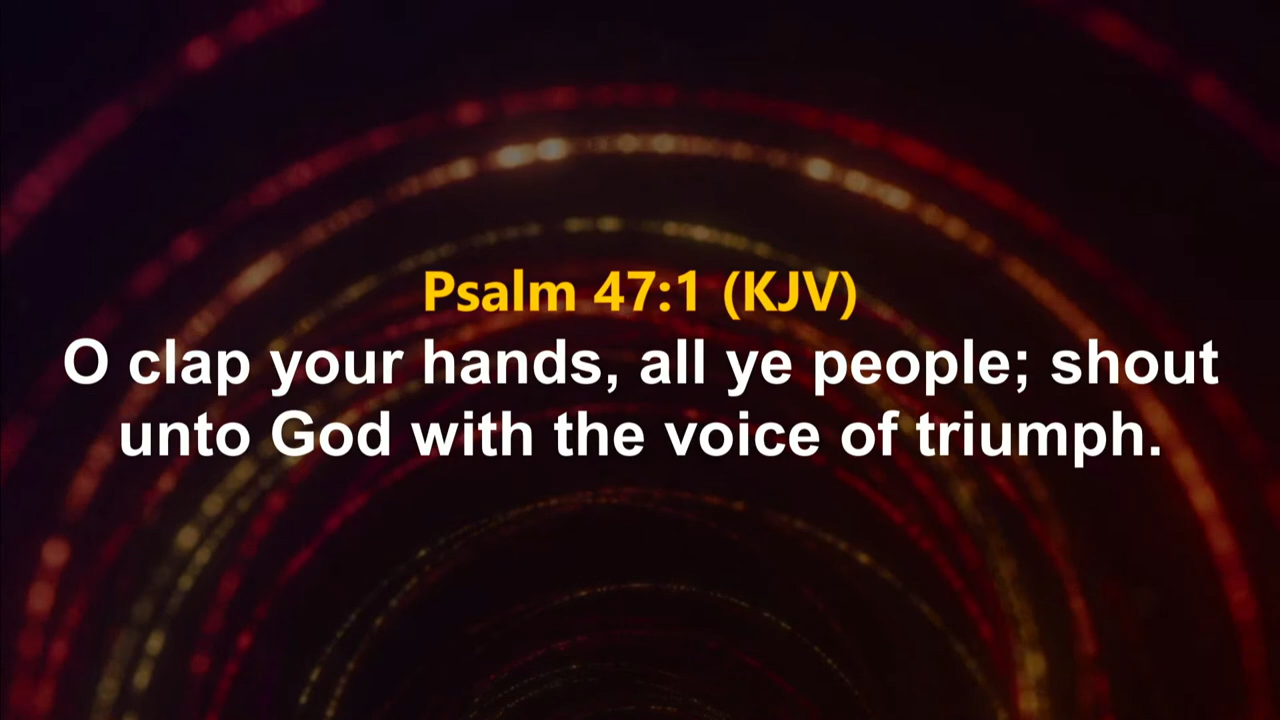 Psalm 47:1 (KJV)
O clap your hands, all ye people; shout
unto God with the voice of triumph.